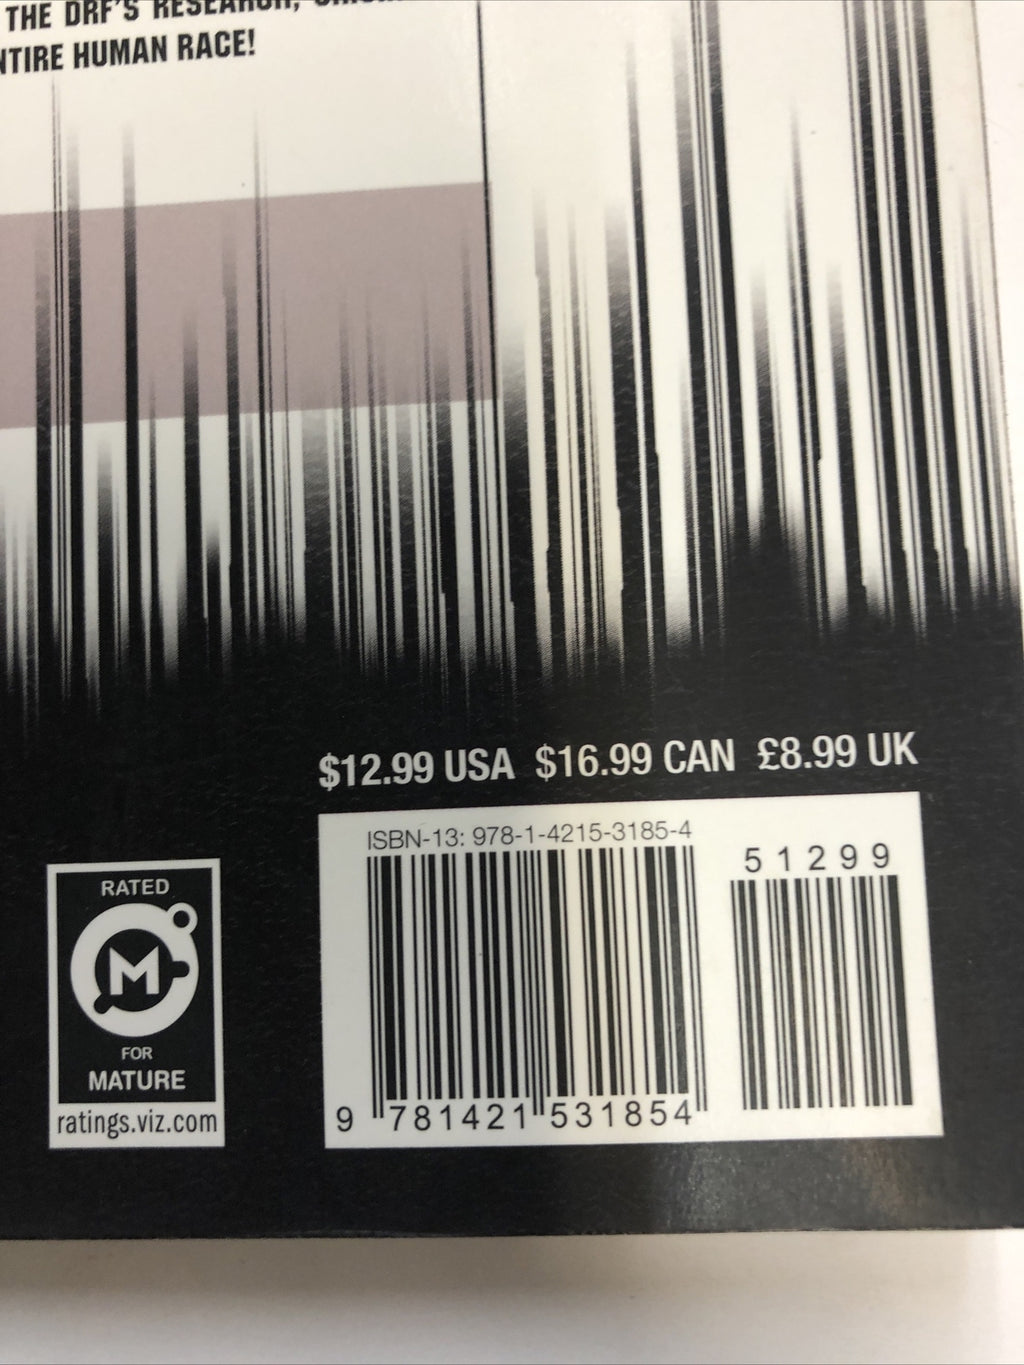 THE DRF'S RESEARCH,
ENTIRE HUMAN RACE!
$12.99 USA $16.99 CAN £8.99 UK
ISBN-13: 978-1-4215-3185-4
51299
9 781421 531854
RATED
M
FOR
MATURE
ratings.viz.com